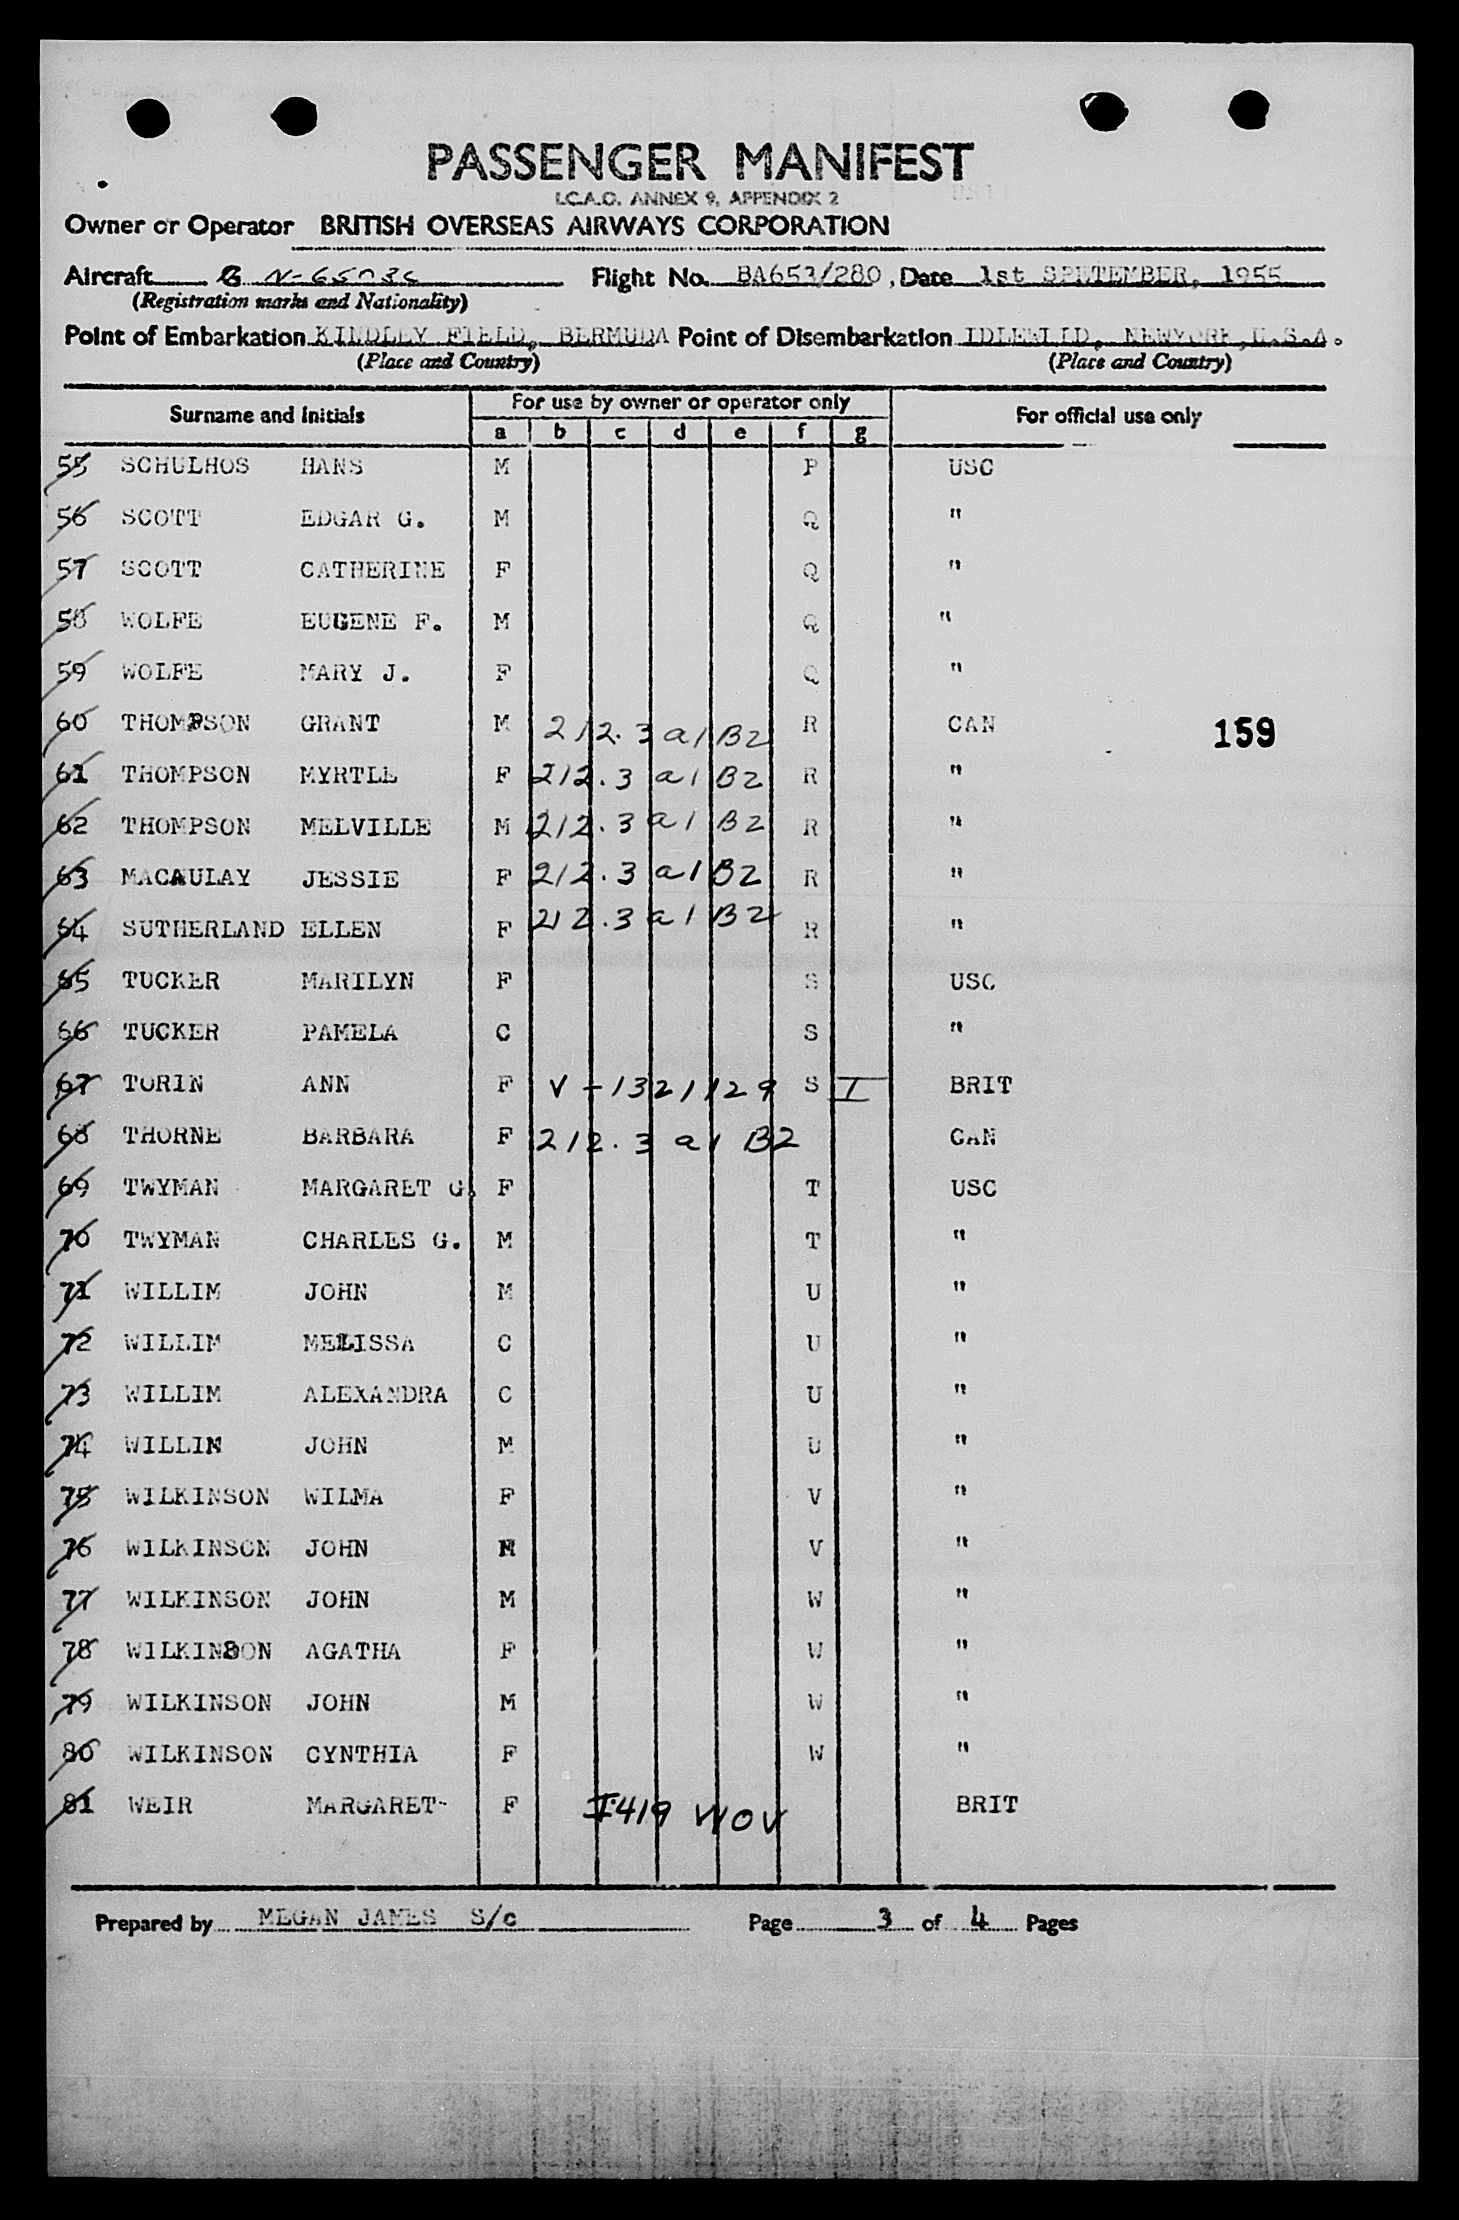 PASSENGER MANIFEST
I.C.A.O. ANNEX 9, APPENDIX 2
Owner or Operator BRITISH OVERSEAS AIRWAYS CORPORATION
Aircraft Flight No. BA653/280, Date 1st SPETEMBER, 1955
(Registration marks and Nationality)
Point of Embarkation KINDLEY FIELD, BERMUDA Point of Disembarkation IDLEWILD, NEWYORK, U.S.A.
(Place and Country) (Place and Country)
Surname and Initials For use by owner or operator only For official use only
a b c d e f g
55 SCHULHOS HANS M P USC
56 SCOTT EDGAR G. M Q "
57 SCOTT CATHERINE F Q "
58 WOLFE EUGENE F. M Q "
59 WOLFE MARY J. F Q "
60 THOMPSON GRANT M 212.3 a1 B2 R CAN 159
61 THOMPSON MYRTLE F 212.3 a1 B2 R "
62 THOMPSON MELVILLE M 212.3 a1 B2 R "
63 MACAULAY JESSIE F 212.3 a1 B2 R "
64 SUTHERLAND ELLEN F 212.3 a1 B2 R "
65 TUCKER MARILYN F S USC
66 TUCKER PAMELA C S "
67 TORIN ANN F V-1321129 S I BRIT
68 THORNE BARBARA F 212.3 a1 B2 CAN
69 TWYMAN MARGARET G. F T USC
70 TWYMAN CHARLES G. M T "
71 WILLIM JOHN M U "
72 WILLIM MELISSA C U "
73 WILLIM ALEXANDRA C U "
74 WILLIM JOHN M U "
75 WILKINSON WILMA F V "
76 WILKINSON JOHN M V "
77 WILKINSON JOHN M W "
78 WILKINSON AGATHA F W "
79 WILKINSON JOHN M W "
80 WILKINSON CYNTHIA F W "
81 WEIR MARGARET F I-419 WOV BRIT
Prepared by MEGAN JAMES S/c Page 3 of 4 Pages